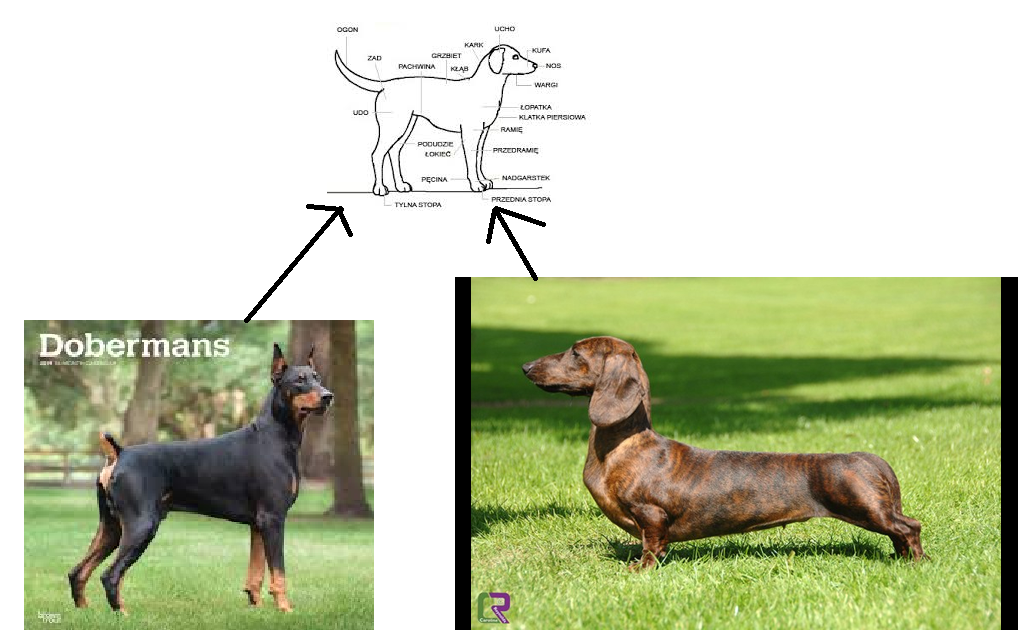 OGON
UCHO
KARK
KUFA
GRZBIET
ZAD
PACHWINA
KŁĄB
NOS
WARGI
UDO
ŁOPATKA
KLATKA PIERSIOWA
RAMIĘ
PODUDZIE
ŁOKIEĆ
PRZEDRAMIĘ
PĘCINA
NADGARSTEK
TYLNA STOPA
PRZEDNIA STOPA
Dobermans